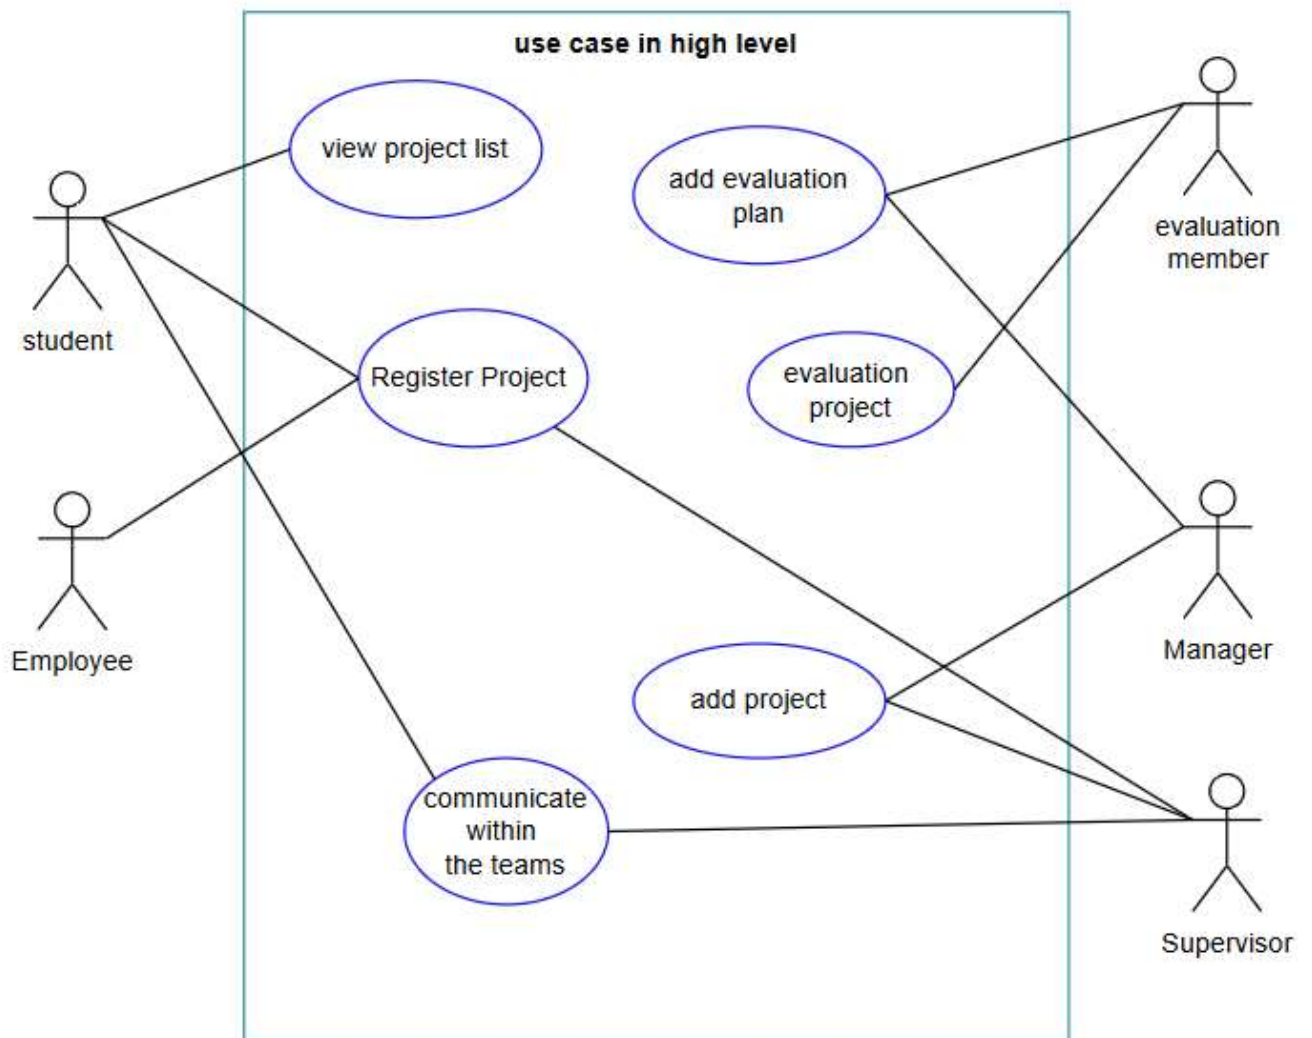 use case in high level
view project list
add evaluation
plan
evaluation
member
student
Register Project
evaluation
project
Employee
Manager
add project
communicate
within
the teams
Supervisor